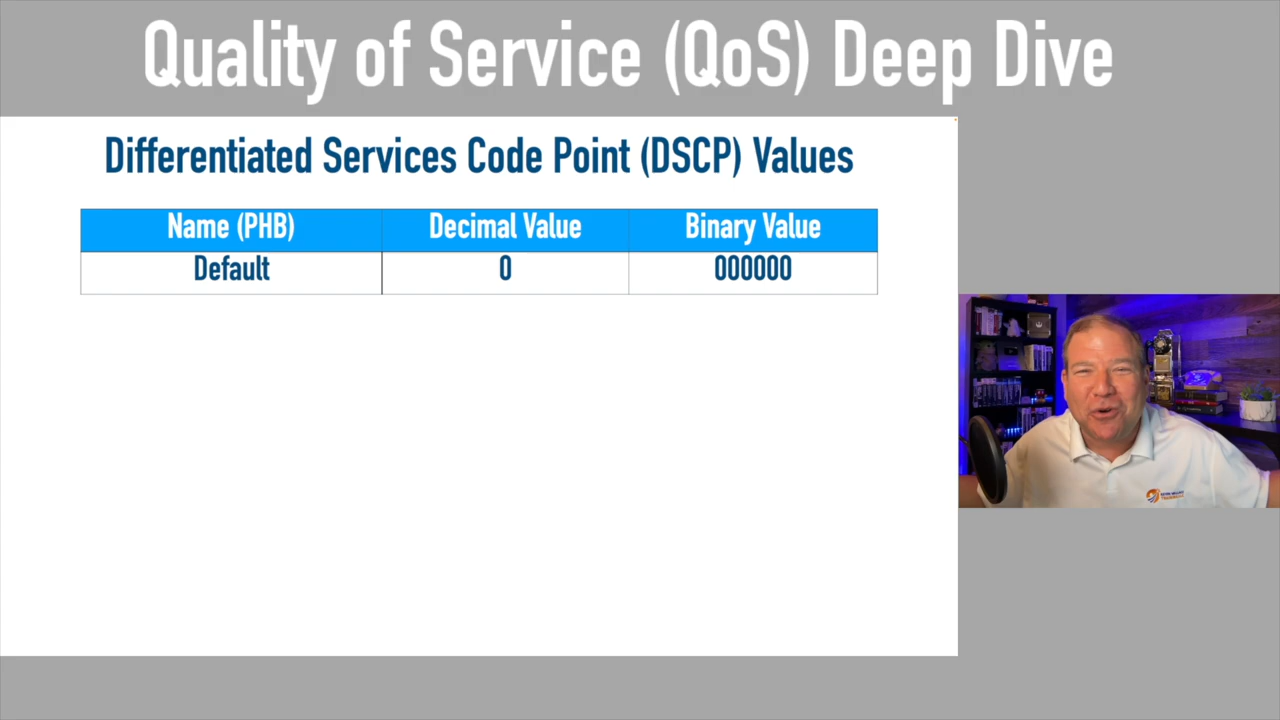 Quality of Service (QoS) Deep Dive
Differentiated Services Code Point (DSCP) Values
Name (PHB) Decimal Value Binary Value
Default 0 000000